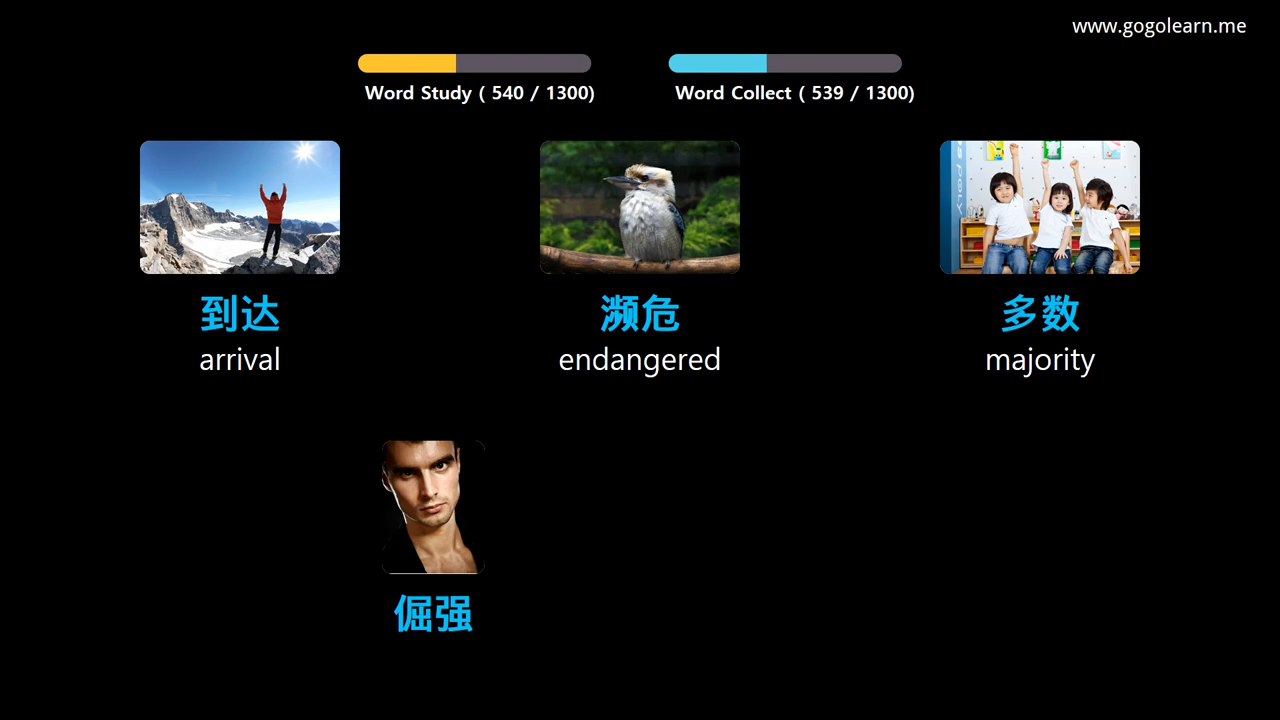 www.gogolearn.me
Word Study ( 540 / 1300)
Word Collect ( 539 / 1300)
到达
濒危
多数
arrival
endangered
majority
倔强